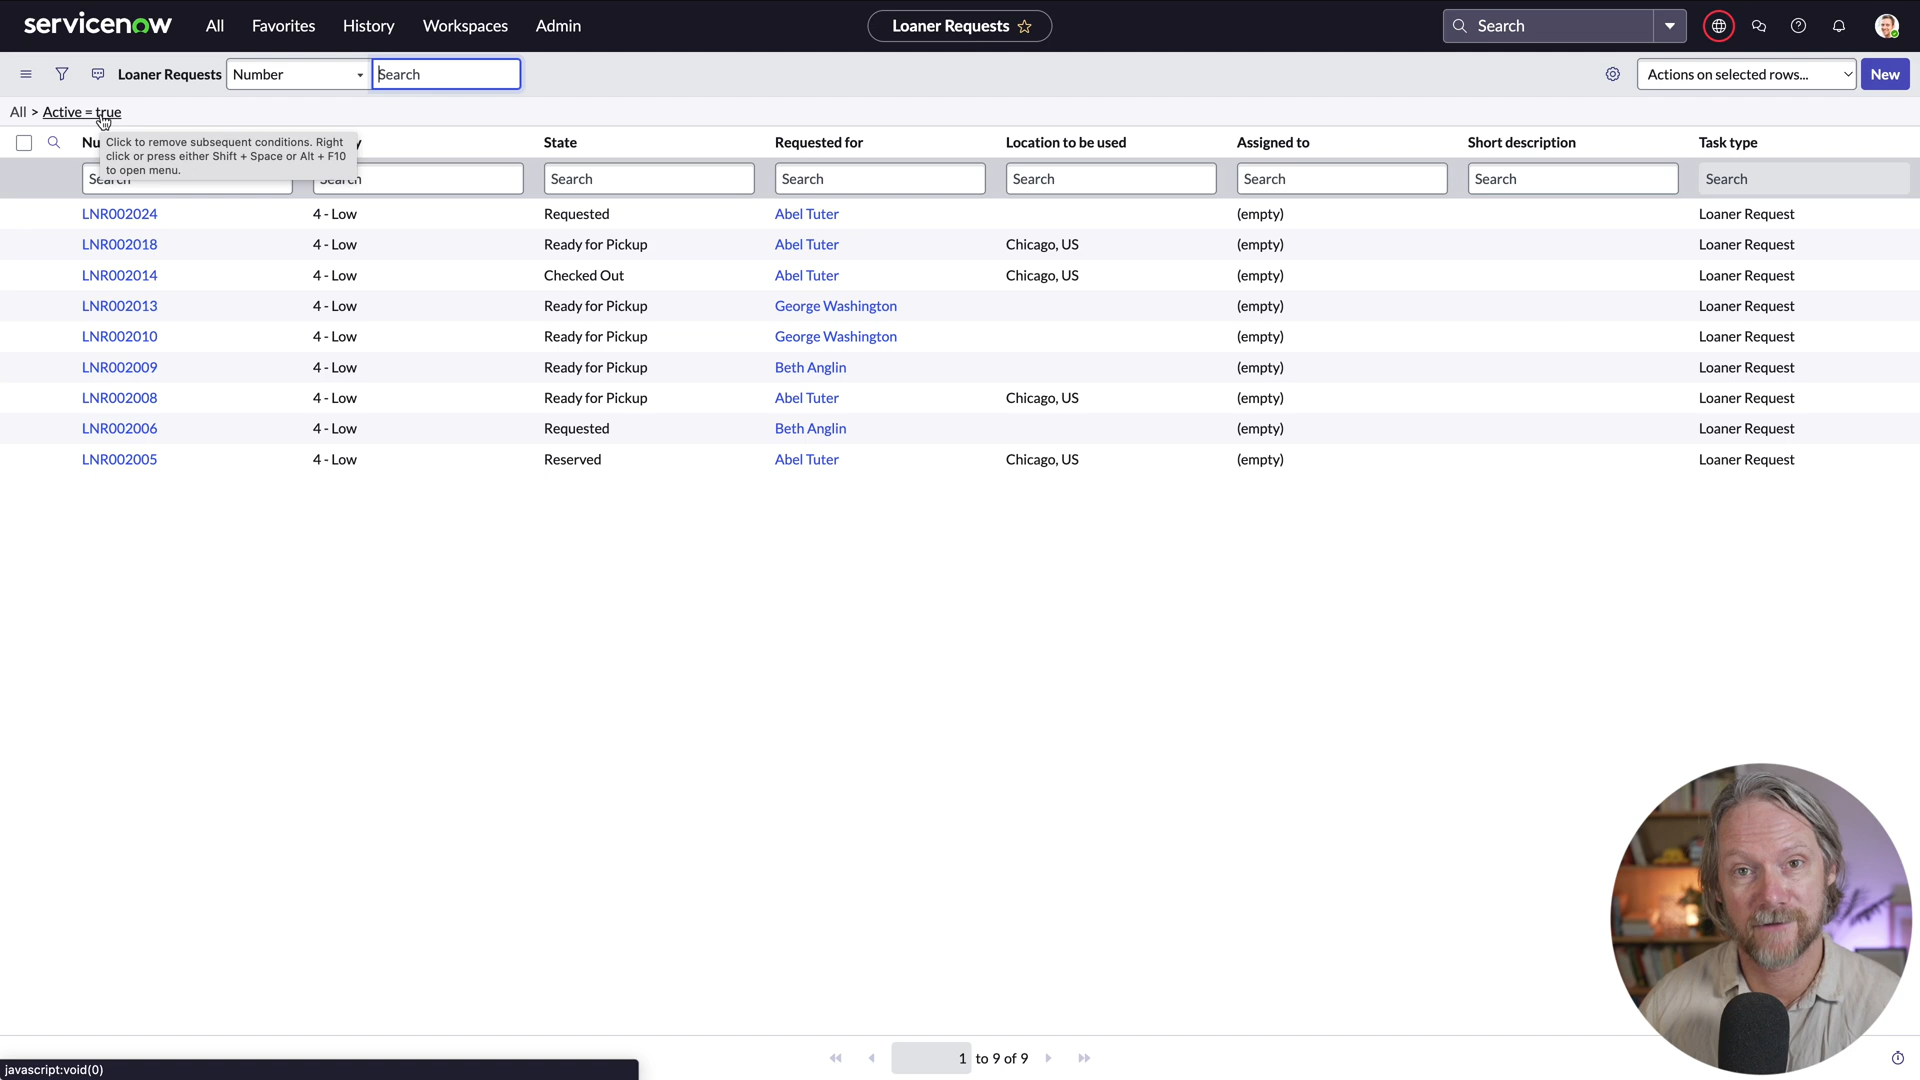 servicenow All Favorites History Workspaces Admin Loaner Requests Search
Loaner Requests Number Search Actions on selected rows... New
All > Active = true
Nu y State Requested for Location to be used Assigned to Short description Task type
Click to remove subsequent conditions. Right
click or press either Shift + Space or Alt + F10
to open menu.
Search Search Search Search Search Search Search Search
LNR002024 4 - Low Requested Abel Tuter (empty) Loaner Request
LNR002018 4 - Low Ready for Pickup Abel Tuter Chicago, US (empty) Loaner Request
LNR002014 4 - Low Checked Out Abel Tuter Chicago, US (empty) Loaner Request
LNR002013 4 - Low Ready for Pickup George Washington (empty) Loaner Request
LNR002010 4 - Low Ready for Pickup George Washington (empty) Loaner Request
LNR002009 4 - Low Ready for Pickup Beth Anglin (empty) Loaner Request
LNR002008 4 - Low Ready for Pickup Abel Tuter Chicago, US (empty) Loaner Request
LNR002006 4 - Low Requested Beth Anglin (empty) Loaner Request
LNR002005 4 - Low Reserved Abel Tuter Chicago, US (empty) Loaner Request
1 to 9 of 9
javascript:void(0)